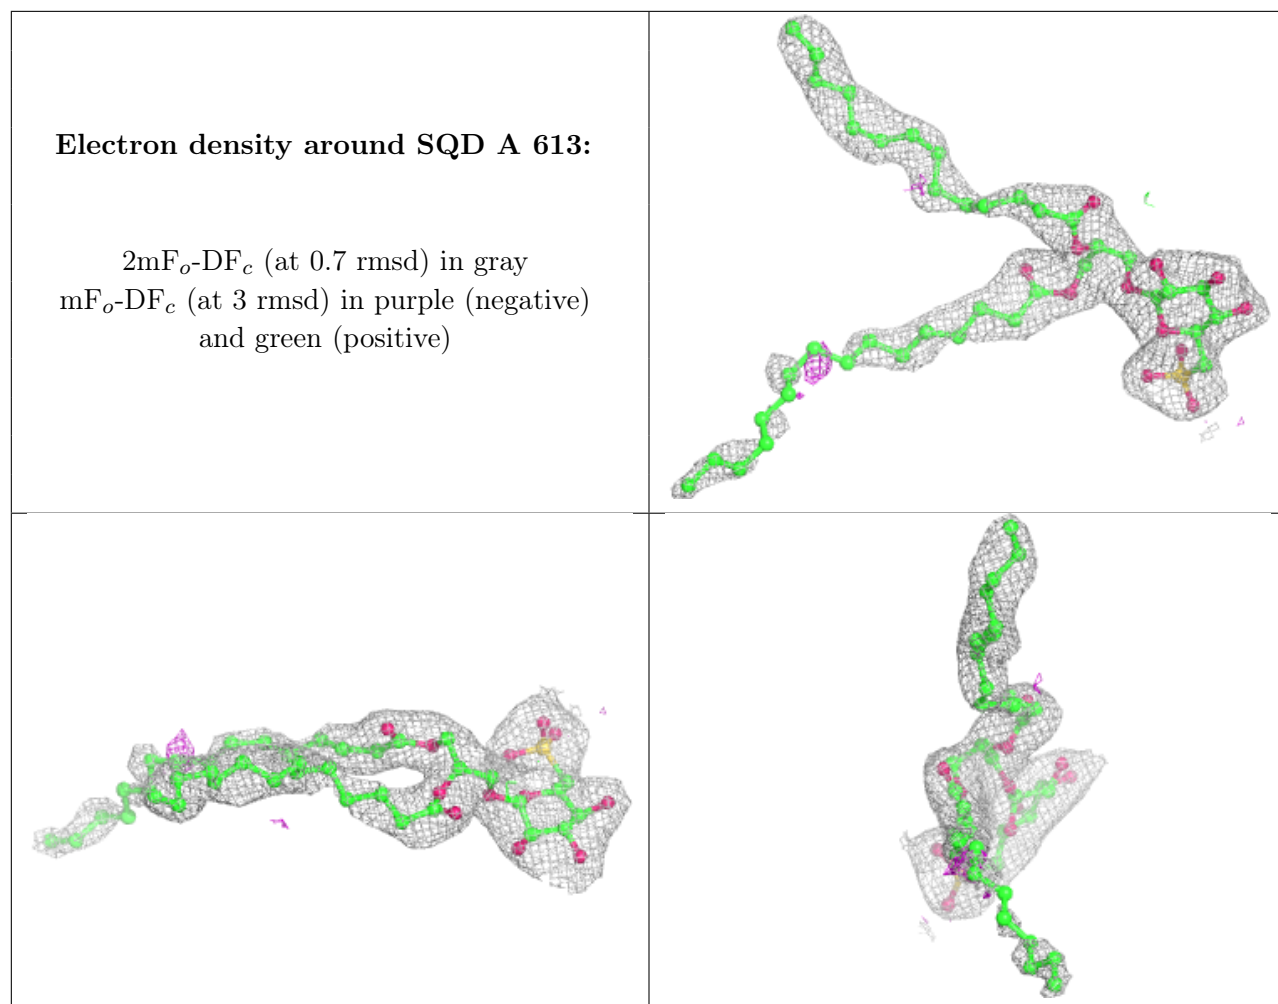 Electron density around SQD A 613:
2mFo-DFc (at 0.7 rmsd) in gray
mFo-DFc (at 3 rmsd) in purple (negative)
and green (positive)